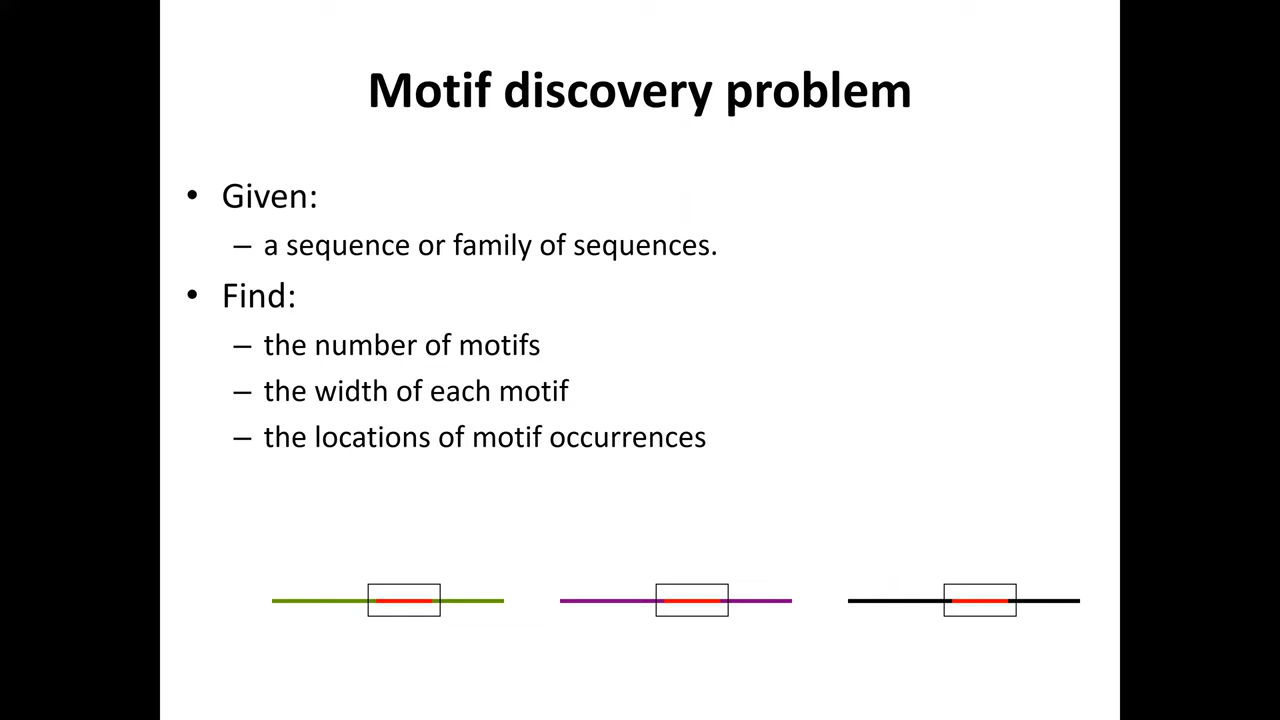 Motif discovery problem
• Given:
– a sequence or family of sequences.
• Find:
– the number of motifs
– the width of each motif
– the locations of motif occurrences